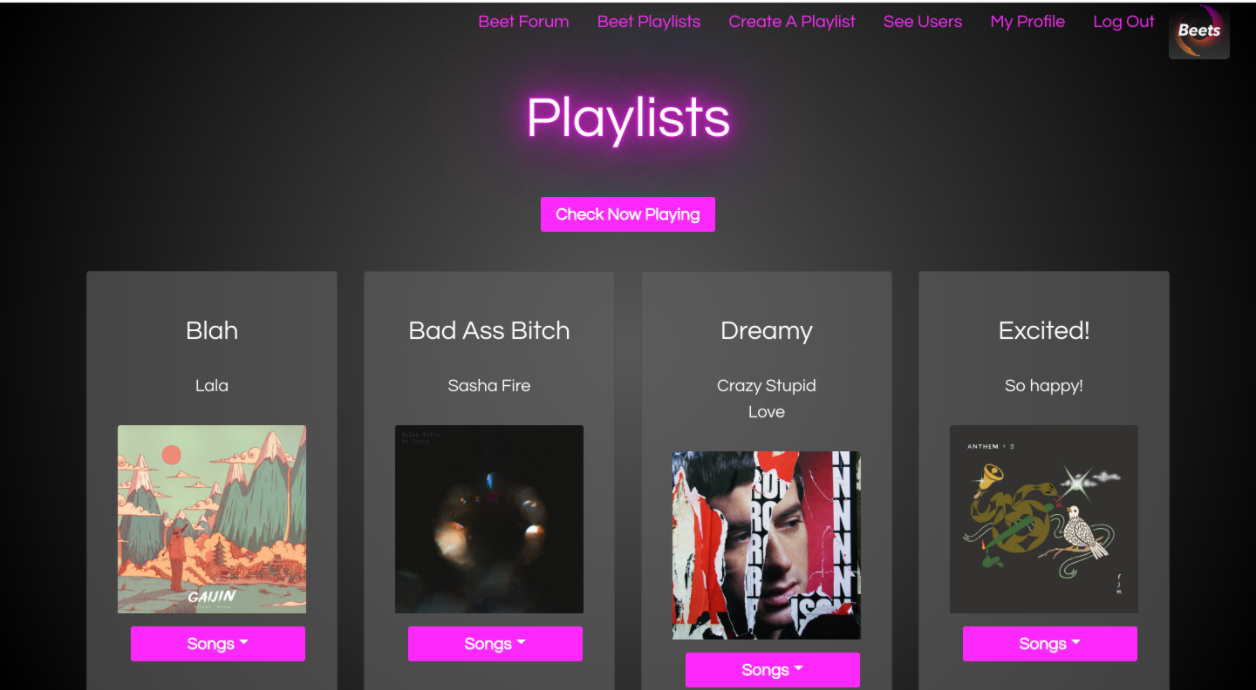 Beet Forum Beet Playlists Create A Playlist See Users My Profile Log Out Beets
Playlists
Check Now Playing
Blah
Lala
GAIJIN
Songs
Bad Ass Bitch
Sasha Fire
Songs
Dreamy
Crazy Stupid
Love
Songs
Excited!
So happy!
ANTHEM + 3
f
J
m
Songs